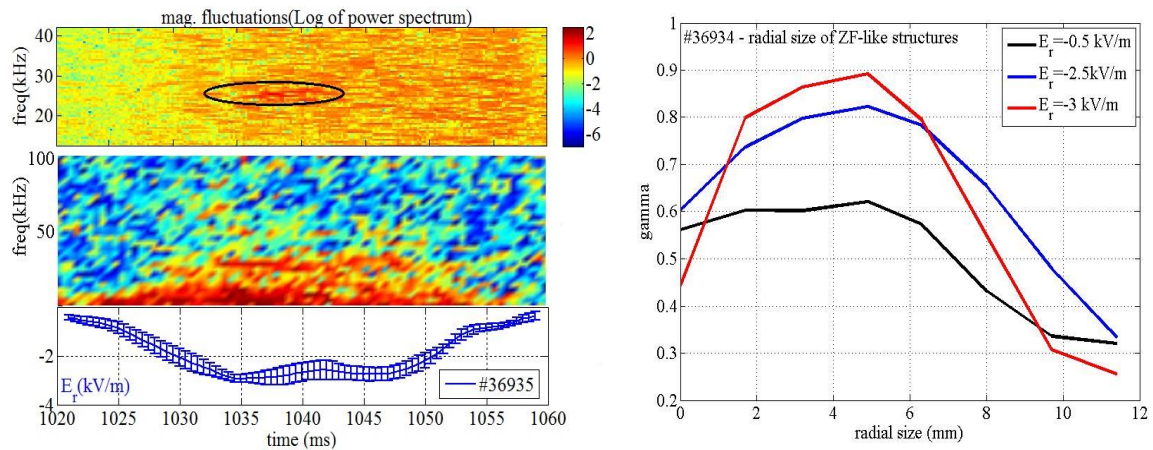 mag. fluctuations(Log of power spectrum)
freq(kHz)
40
30
20
2
0
-2
-4
-6
freq(kHz)
100
50
-2
-4
E_r(kV/m)
#36935
1020 1025 1030 1035 1040 1045 1050 1055 1060
time (ms)
#36934 - radial size of ZF-like structures
E_r=-0.5 kV/m
E_r=-2.5kV/m
E_r=-3 kV/m
gamma
1
0.9
0.8
0.7
0.6
0.5
0.4
0.3
0.2
0 2 4 6 8 10 12
radial size (mm)